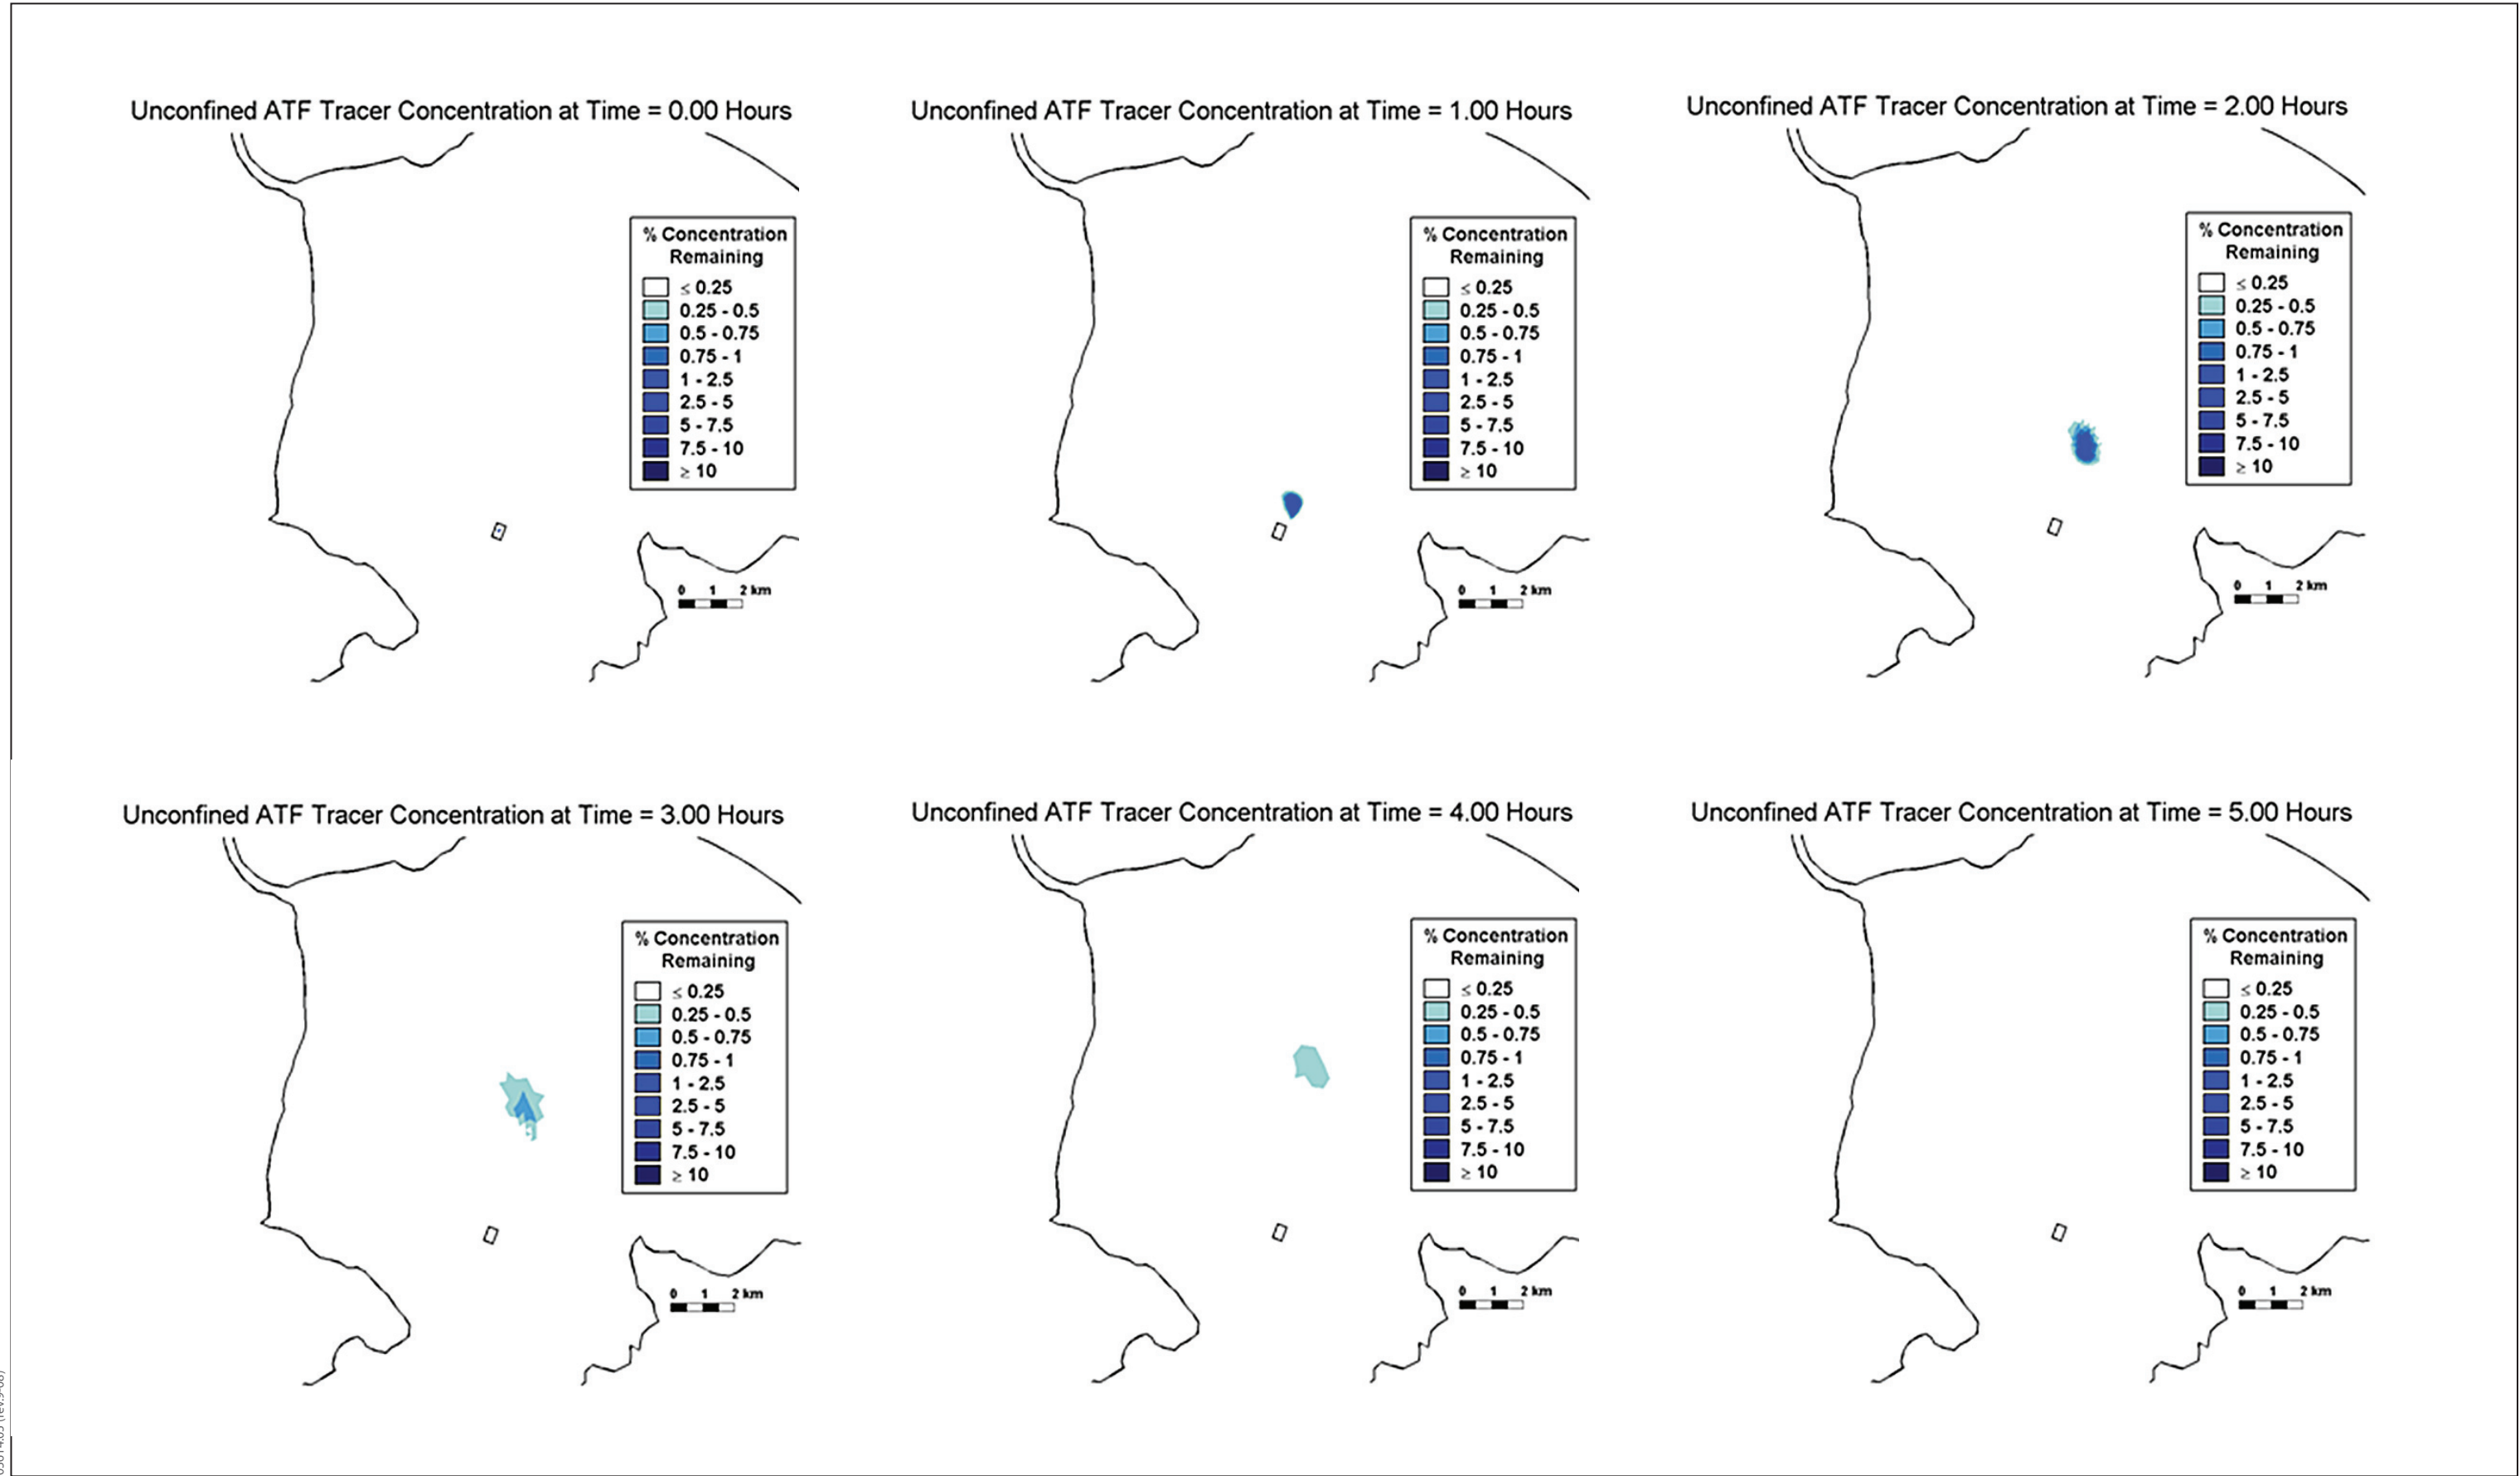 Unconfined ATF Tracer Concentration at Time = 0.00 Hours
% Concentration
Remaining
≤ 0.25
0.25 - 0.5
0.5 - 0.75
0.75 - 1
1 - 2.5
2.5 - 5
5 - 7.5
7.5 - 10
≥ 10
0 1 2 km
Unconfined ATF Tracer Concentration at Time = 1.00 Hours
% Concentration
Remaining
≤ 0.25
0.25 - 0.5
0.5 - 0.75
0.75 - 1
1 - 2.5
2.5 - 5
5 - 7.5
7.5 - 10
≥ 10
0 1 2 km
Unconfined ATF Tracer Concentration at Time = 2.00 Hours
% Concentration
Remaining
≤ 0.25
0.25 - 0.5
0.5 - 0.75
0.75 - 1
1 - 2.5
2.5 - 5
5 - 7.5
7.5 - 10
≥ 10
0 1 2 km
Unconfined ATF Tracer Concentration at Time = 3.00 Hours
% Concentration
Remaining
≤ 0.25
0.25 - 0.5
0.5 - 0.75
0.75 - 1
1 - 2.5
2.5 - 5
5 - 7.5
7.5 - 10
≥ 10
0 1 2 km
Unconfined ATF Tracer Concentration at Time = 4.00 Hours
% Concentration
Remaining
≤ 0.25
0.25 - 0.5
0.5 - 0.75
0.75 - 1
1 - 2.5
2.5 - 5
5 - 7.5
7.5 - 10
≥ 10
0 1 2 km
Unconfined ATF Tracer Concentration at Time = 5.00 Hours
% Concentration
Remaining
≤ 0.25
0.25 - 0.5
0.5 - 0.75
0.75 - 1
1 - 2.5
2.5 - 5
5 - 7.5
7.5 - 10
≥ 10
0 1 2 km